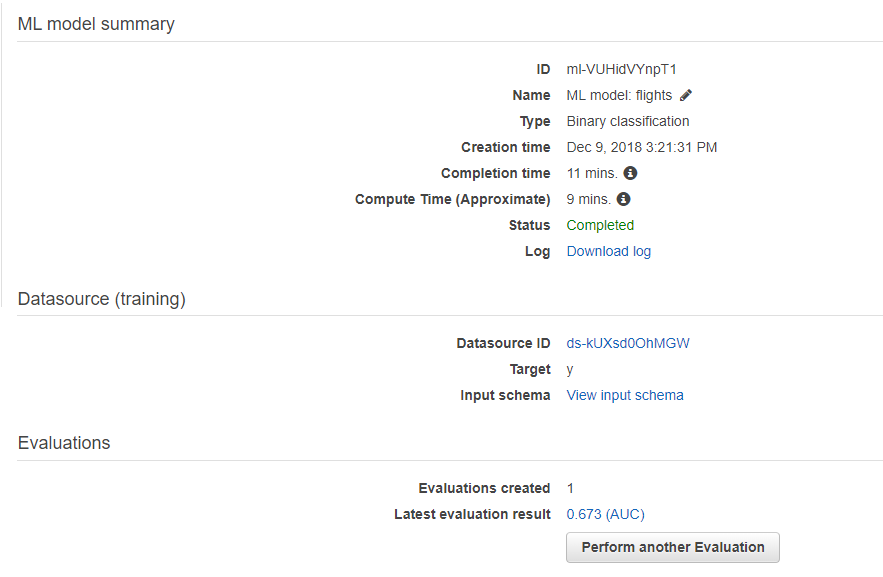 ML model summary
ID ml-VUHidVYnpT1
Name ML model: flights
Type Binary classification
Creation time Dec 9, 2018 3:21:31 PM
Completion time 11 mins.
Compute Time (Approximate) 9 mins.
Status Completed
Log Download log
Datasource (training)
Datasource ID ds-kUXsd0OhMGW
Target y
Input schema View input schema
Evaluations
Evaluations created 1
Latest evaluation result 0.673 (AUC)
Perform another Evaluation